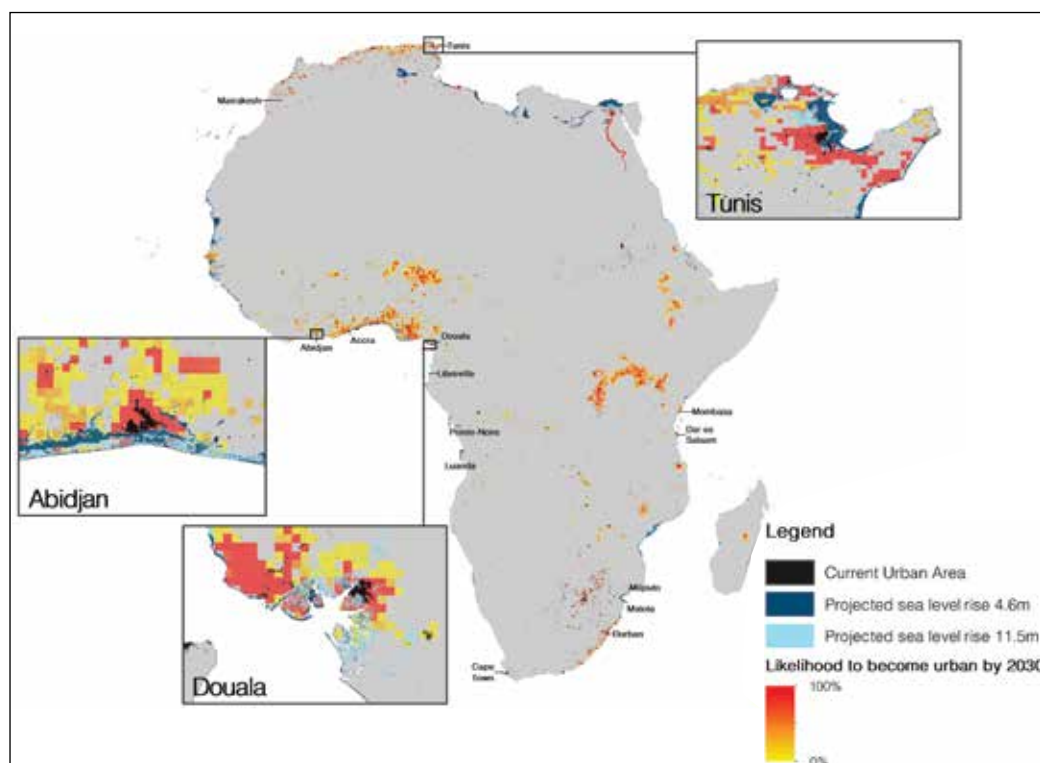 Tunis
Marrakesh
Tunis
Abidjan
Accra
Douala
Libreville
Pointe-Noire
Luanda
Mombasa
Dar es
Salaam
Abidjan
Douala
Maputo
Matola
Durban
Cape
Town
Legend
Current Urban Area
Projected sea level rise 4.6m
Projected sea level rise 11.5m
Likelihood to become urban by 2030
100%
0%